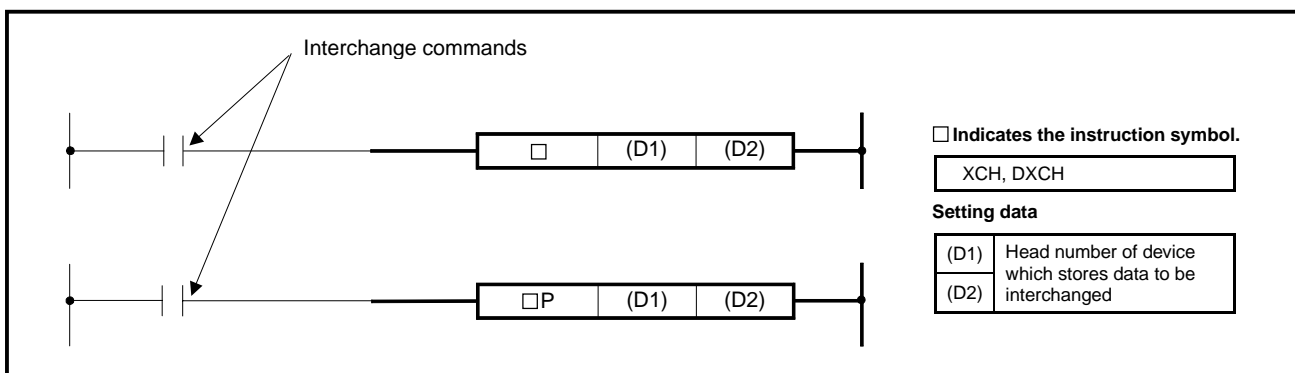 Interchange commands
□ (D1) (D2)
□P (D1) (D2)
□ Indicates the instruction symbol.
XCH, DXCH
Setting data
(D1)
(D2)
Head number of device
which stores data to be
interchanged